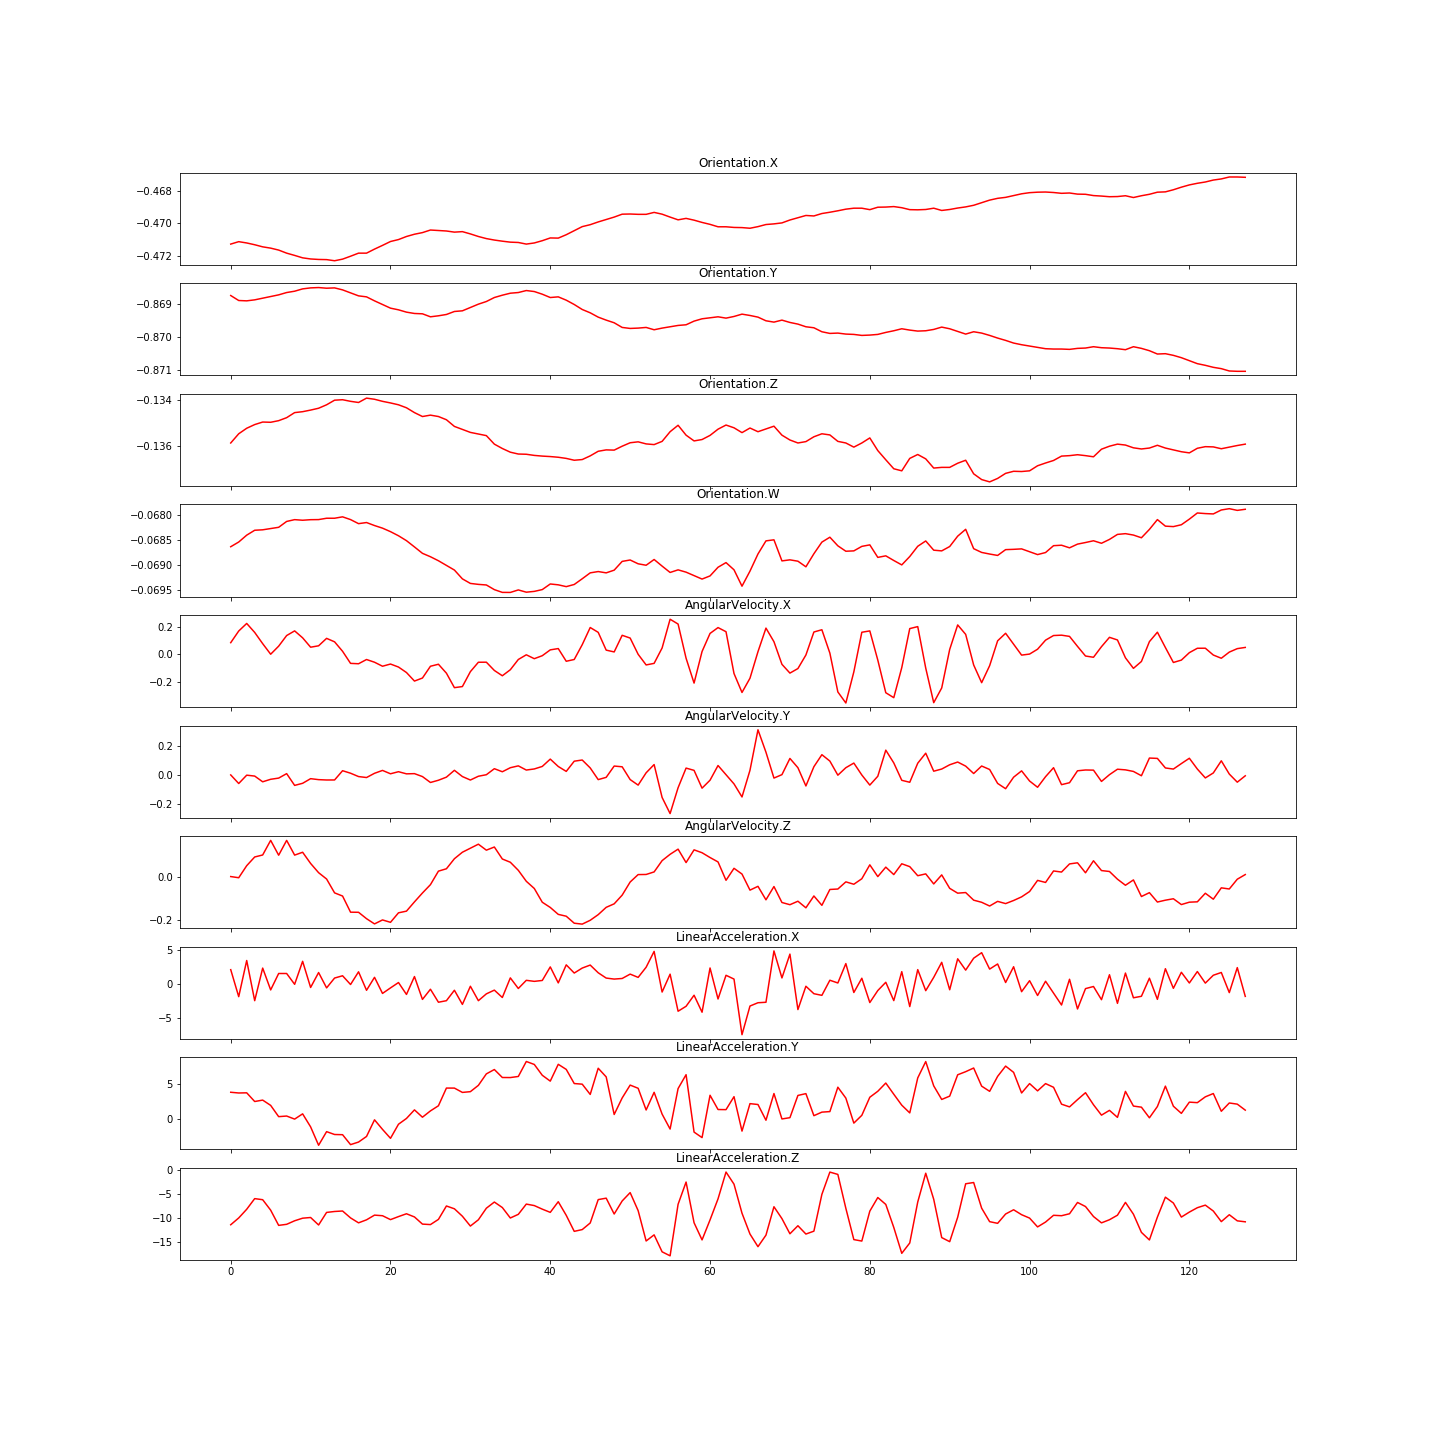 Orientation.X
−0.468
−0.470
−0.472
Orientation.Y
−0.869
−0.870
−0.871
Orientation.Z
−0.134
−0.136
Orientation.W
−0.0680
−0.0685
−0.0690
−0.0695
AngularVelocity.X
0.2
0.0
−0.2
AngularVelocity.Y
0.2
0.0
−0.2
AngularVelocity.Z
0.0
−0.2
LinearAcceleration.X
5
0
−5
LinearAcceleration.Y
5
0
LinearAcceleration.Z
0
−5
−10
−15
0 20 40 60 80 100 120